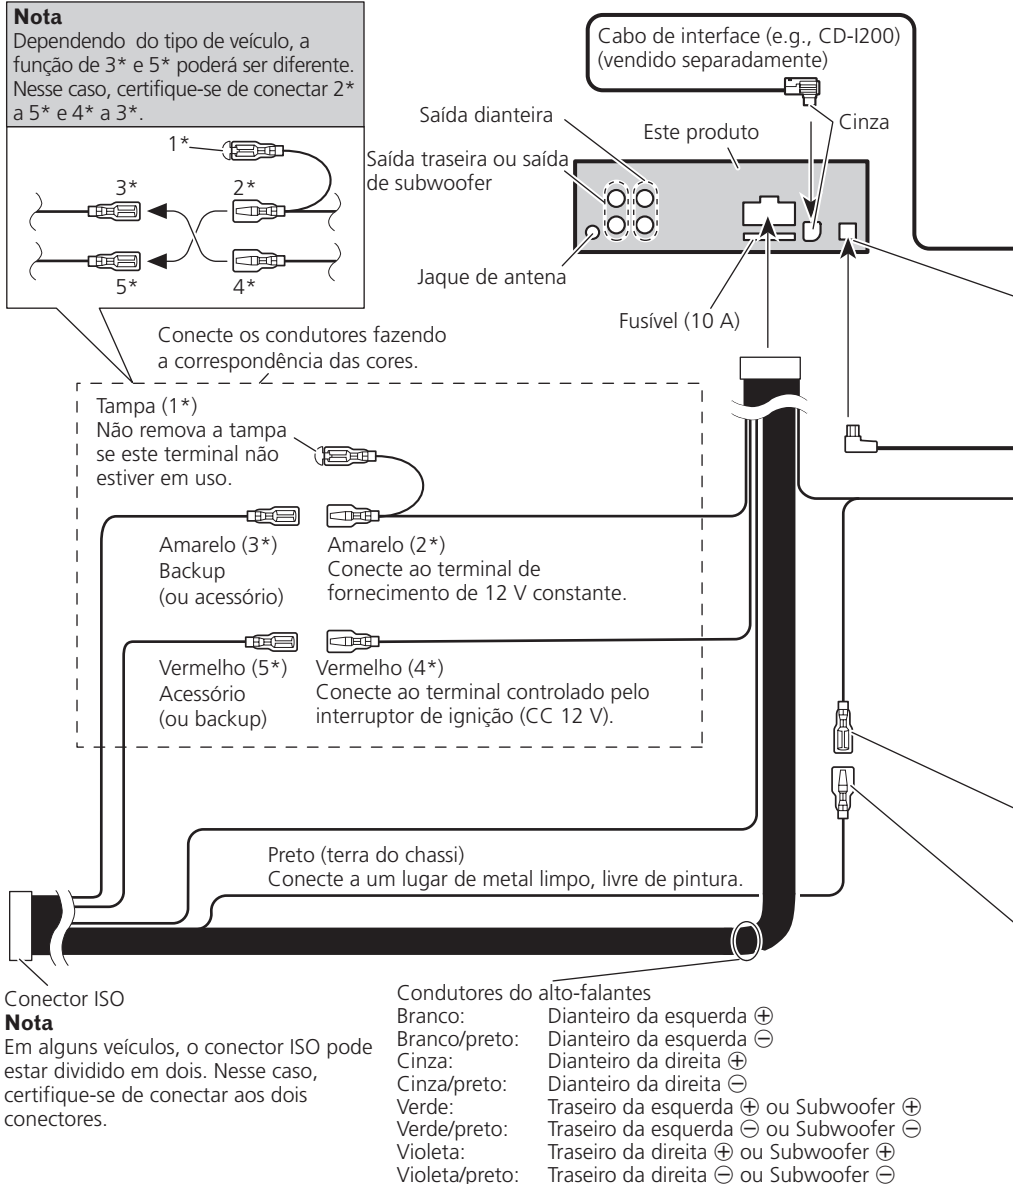 Nota
Dependendo do tipo de veículo, a
função de 3* e 5* poderá ser diferente.
Nesse caso, certifique-se de conectar 2*
a 5* e 4* a 3*.
1*
3*
2*
5*
4*
Cabo de interface (e.g., CD-I200)
(vendido separadamente)
Saída dianteira
Este produto
Cinza
Saída traseira ou saída
de subwoofer
Jaque de antena
Fusível (10 A)
Conecte os condutores fazendo
a correspondência das cores.
Tampa (1*)
Não remova a tampa
se este terminal não
estiver em uso.
Amarelo (3*)
Backup
(ou acessório)
Amarelo (2*)
Conecte ao terminal de
fornecimento de 12 V constante.
Vermelho (5*)
Acessório
(ou backup)
Vermelho (4*)
Conecte ao terminal controlado pelo
interruptor de ignição (CC 12 V).
Preto (terra do chassi)
Conecte a um lugar de metal limpo, livre de pintura.
Conector ISO
Nota
Em alguns veículos, o conector ISO pode
estar dividido em dois. Nesse caso,
certifique-se de conectar aos dois
conectores.
Condutores do alto-falantes
Branco: Dianteiro da esquerda ⊕
Branco/preto: Dianteiro da esquerda ⊖
Cinza: Dianteiro da direita ⊕
Cinza/preto: Dianteiro da direita ⊖
Verde: Traseiro da esquerda ⊕ ou Subwoofer ⊕
Verde/preto: Traseiro da esquerda ⊖ ou Subwoofer ⊖
Violeta: Traseiro da direita ⊕ ou Subwoofer ⊕
Violeta/preto: Traseiro da direita ⊖ ou Subwoofer ⊖